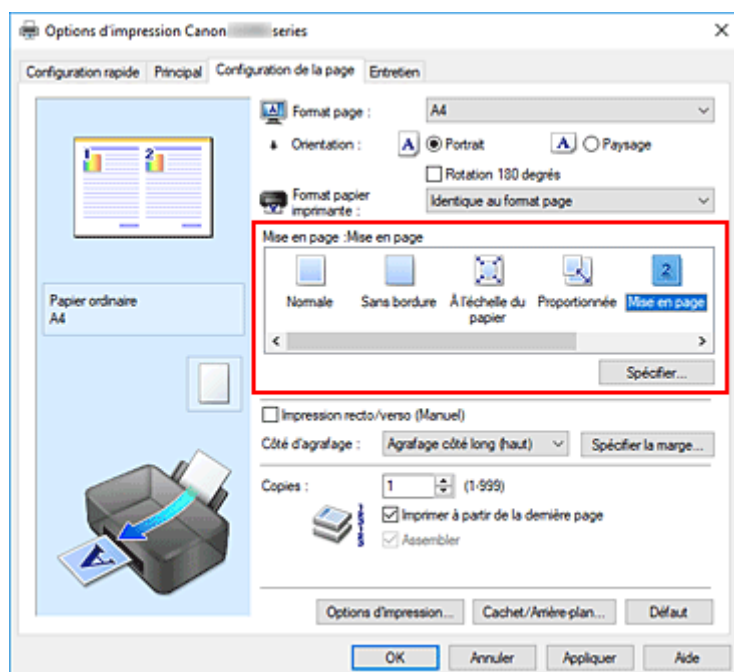 Options d'impression Canon series
Configuration rapide Principal Configuration de la page Entretien
1 2
Papier ordinaire
A4
Format page : A4
Orientation : A Portrait A Paysage
Rotation 180 degrés
Format papier imprimante : Identique au format page
Mise en page :Mise en page
2
Normale Sans bordure À l'échelle du papier Proportionnée Mise en page
Spécifier...
Impression recto/verso (Manuel)
Côté d'agrafage : Agrafage côté long (haut) Spécifier la marge...
Copies : 1 (1-999)
Imprimer à partir de la dernière page
Assembler
A
Options d'impression... Cachet/Arrière-plan... Défaut
OK Annuler Appliquer Aide